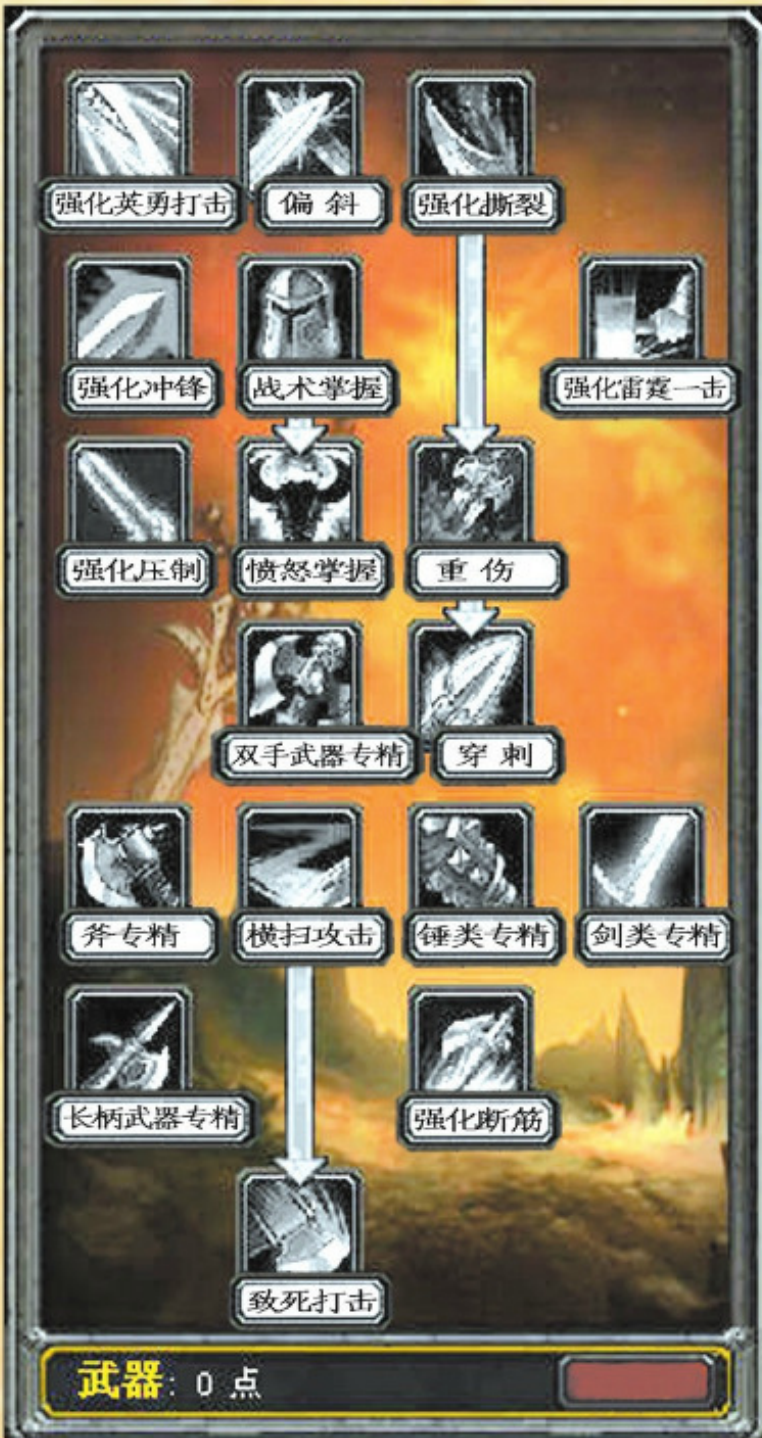 强化英勇打击
偏斜
强化撕裂
强化冲锋
战术掌握
强化雷霆一击
强化压制
愤怒掌握
重伤
双手武器专精
穿刺
斧专精
横扫攻击
锤类专精
剑类专精
长柄武器专精
强化断筋
致死打击
武器: 0 点